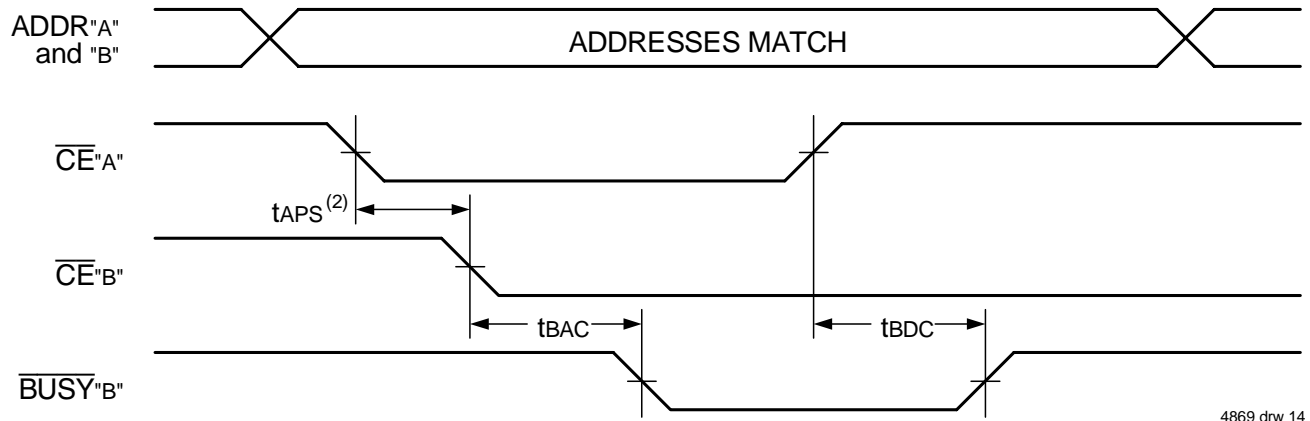 ADDR"A"
and "B"
ADDRESSES MATCH
CE"A"
tAPS (2)
CE"B"
tBAC
tBDC
BUSY"B"
4869 drw 14